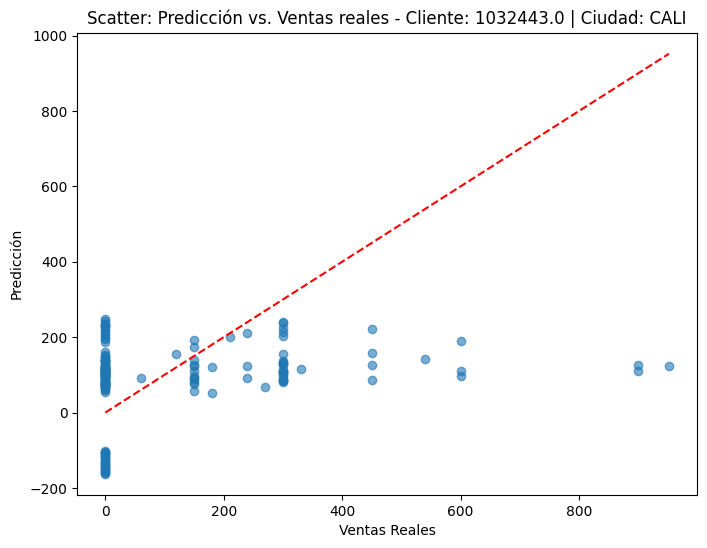 Scatter: Predicción vs. Ventas reales - Cliente: 1032443.0 | Ciudad: CALI
1000
800
600
400
200
0
−200
Predicción
0 200 400 600 800
Ventas Reales